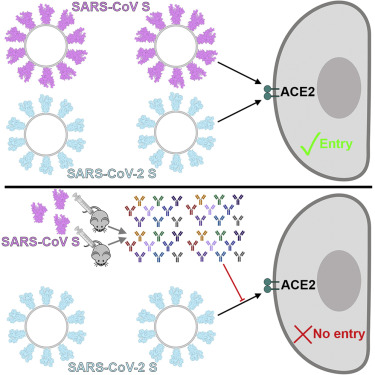 SARS-CoV S
ACE2
Entry
SARS-CoV-2 S
SARS-CoV S
ACE2
No entry
SARS-CoV-2 S